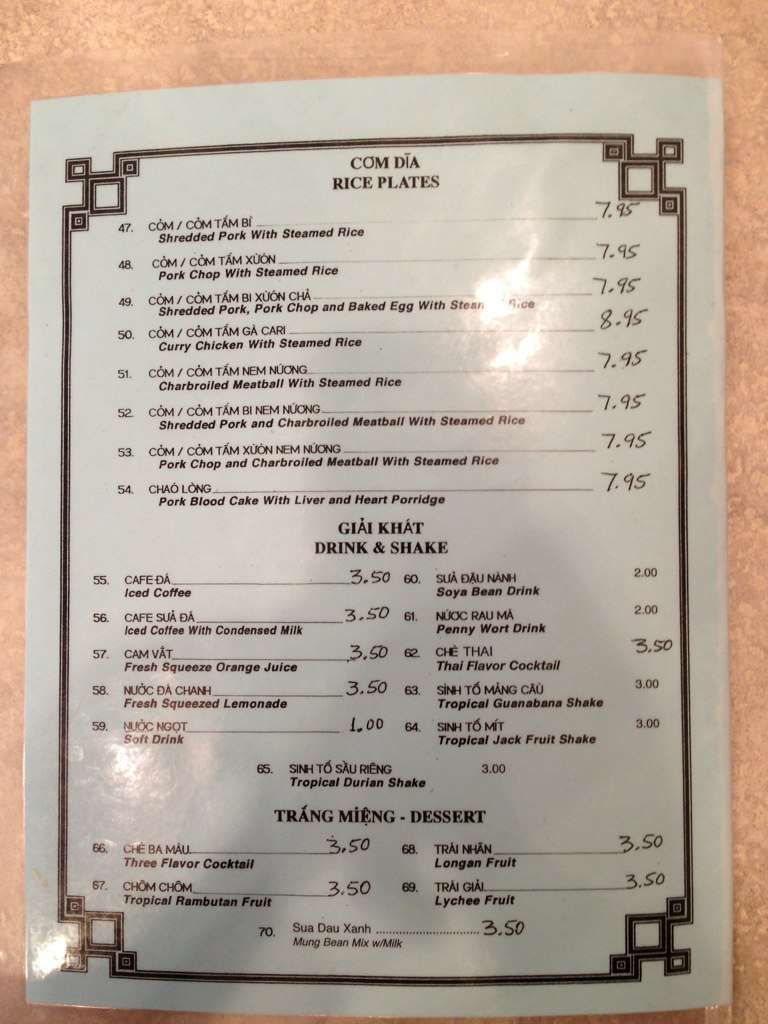 CƠM DĨA
RICE PLATES
47. CỎM / CỎM TẤM BÌ 7.95
Shredded Pork With Steamed Rice
48. CỎM / CỎM TẤM XƯỜN 7.95
Pork Chop With Steamed Rice
49. CỎM / CỎM TẤM BI XƯỜN CHẢ 7.95
Shredded Pork, Pork Chop and Baked Egg With Steamed Rice
50. CỎM / CỎM TẤM GÀ CARI 8.95
Curry Chicken With Steamed Rice
51. CỎM / CỎM TẤM NEM NƯỚNG 7.95
Charbroiled Meatball With Steamed Rice
52. CỎM / CỎM TẤM BI NEM NƯỚNG 7.95
Shredded Pork and Charbroiled Meatball With Steamed Rice
53. CỎM / CỎM TẤM XƯỜN NEM NƯỚNG 7.95
Pork Chop and Charbroiled Meatball With Steamed Rice
54. CHAÓ LÒNG 7.95
Pork Blood Cake With Liver and Heart Porridge
GIẢI KHÁT
DRINK & SHAKE
55. CAFE ĐÁ 3.50
Iced Coffee
56. CAFE SUẢ ĐÁ 3.50
Iced Coffee With Condensed Milk
57. CAM VẮT 3.50
Fresh Squeeze Orange Juice
58. NƯỚC ĐÁ CHANH 3.50
Fresh Squeezed Lemonade
59. NƯỚC NGỌT 1.00
Soft Drink
60. SUẢ ĐẬU NÀNH 2.00
Soya Bean Drink
61. NƯỚC RAU MÁ 2.00
Penny Wort Drink
62. CHÈ THAI 3.50
Thai Flavor Cocktail
63. SÌNH TỐ MÃNG CẦU 3.00
Tropical Guanabana Shake
64. SINH TỐ MÍT 3.00
Tropical Jack Fruit Shake
65. SINH TỐ SẦU RIÊNG 3.00
Tropical Durian Shake
TRÁNG MIỆNG - DESSERT
66. CHÈ BA MÂU 3.50
Three Flavor Cocktail
67. CHÔM CHÔM 3.50
Tropical Rambutan Fruit
68. TRÁI NHÃN 3.50
Longan Fruit
69. TRÁI GIẢI 3.50
Lychee Fruit
70. Sua Dau Xanh ................................ 3.50
Mung Bean Mix w/Milk